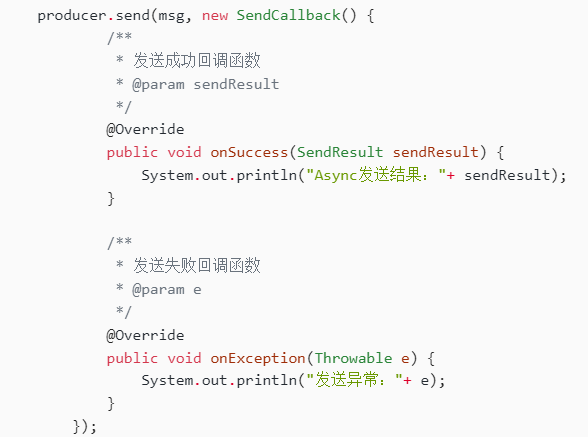 producer.send(msg, new SendCallback() {
/**
* 发送成功回调函数
* @param sendResult
*/
@Override
public void onSuccess(SendResult sendResult) {
System.out.println("Async发送结果："+ sendResult);
}
/**
* 发送失败回调函数
* @param e
*/
@Override
public void onException(Throwable e) {
System.out.println("发送异常："+ e);
}
});